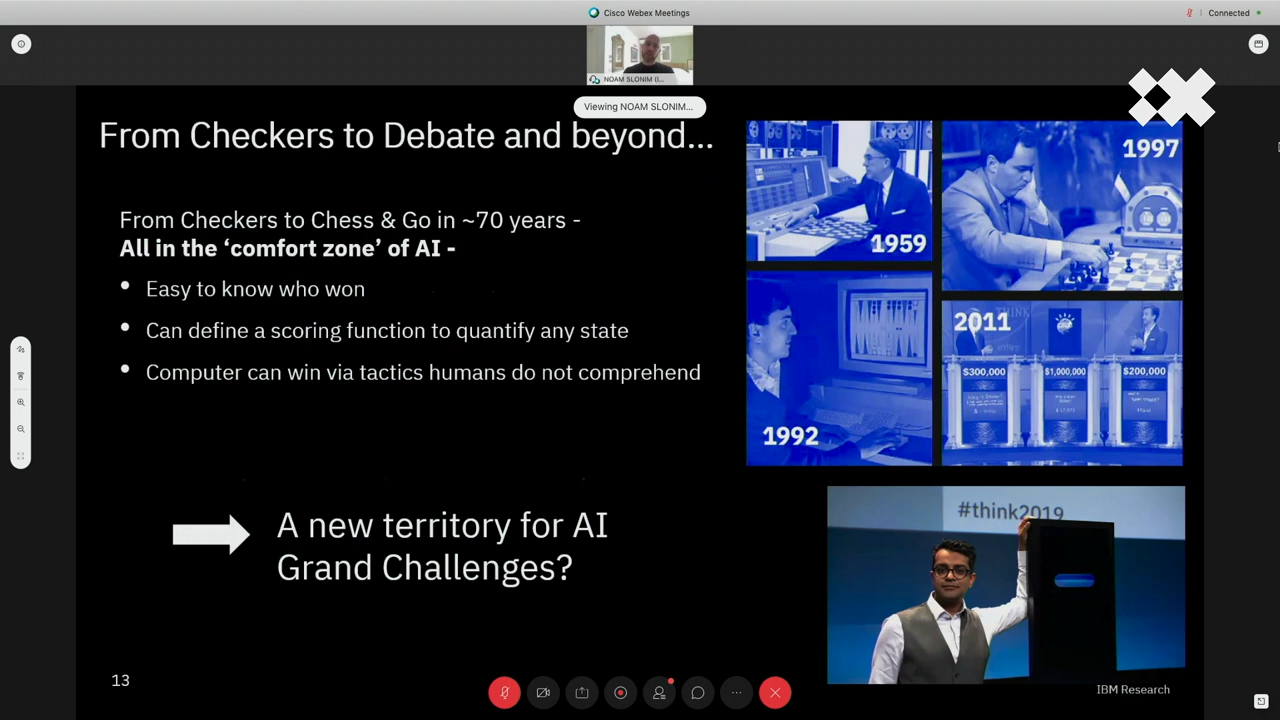 Cisco Webex Meetings
Connected
NOAM SLONIM (I...
Viewing NOAM SLONIM...
From Checkers to Debate and beyond...
From Checkers to Chess & Go in ~70 years -
All in the ‘comfort zone’ of AI -
• Easy to know who won
• Can define a scoring function to quantify any state
• Computer can win via tactics humans do not comprehend
1959
1997
1992
2011
THINK
$300,000
$1,000,000
$200,000
A new territory for AI
Grand Challenges?
#think2019
13
IBM Research